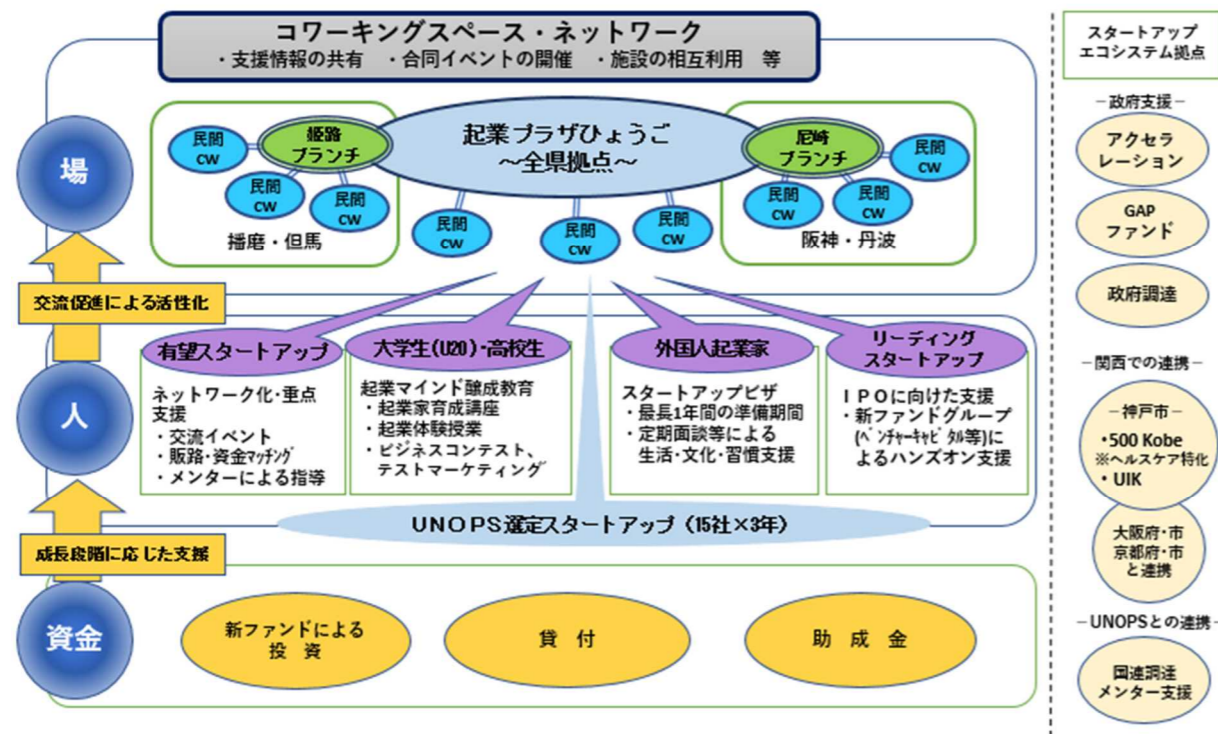 コワーキングスペース・ネットワーク
・支援情報の共有 ・合同イベントの開催 ・施設の相互利用 等
場
起業プラザひょうご
～全県拠点～
姫路
ブランチ
民間
CW
民間
CW
民間
CW
播磨・但馬
民間
CW
民間
CW
民間
CW
尼崎
ブランチ
民間
CW
民間
CW
民間
CW
阪神・丹波
交流促進による活性化
人
有望スタートアップ
ネットワーク化・重点
支援
・交流イベント
・販路・資金マッチング
・メンターによる指導
大学生(U20)・高校生
起業マインド醸成教育
・起業家育成講座
・起業体験授業
・ビジネスコンテスト、
テストマーケティング
外国人起業家
スタートアップビザ
・最長1年間の準備期間
・定期面談等による
生活・文化・習慣支援
リーディング
スタートアップ
ＩＰＯに向けた支援
・新ファンドグループ
(ベンチャーキャピタル等)に
よるハンズオン支援
UNOPS選定スタートアップ（15社×3年）
成長段階に応じた支援
資金
新ファンドによる
投 資
貸 付
助 成 金
スタートアップ
エコシステム拠点
－政府支援－
アクセラ
レーション
GAP
ファンド
政府調達
－関西での連携－
－神戸市－
・500 Kobe
※ヘルスケア特化
・UIK
大阪府・市
京都府・市
と連携
－UNOPSとの連携－
国連調達
メンター支援